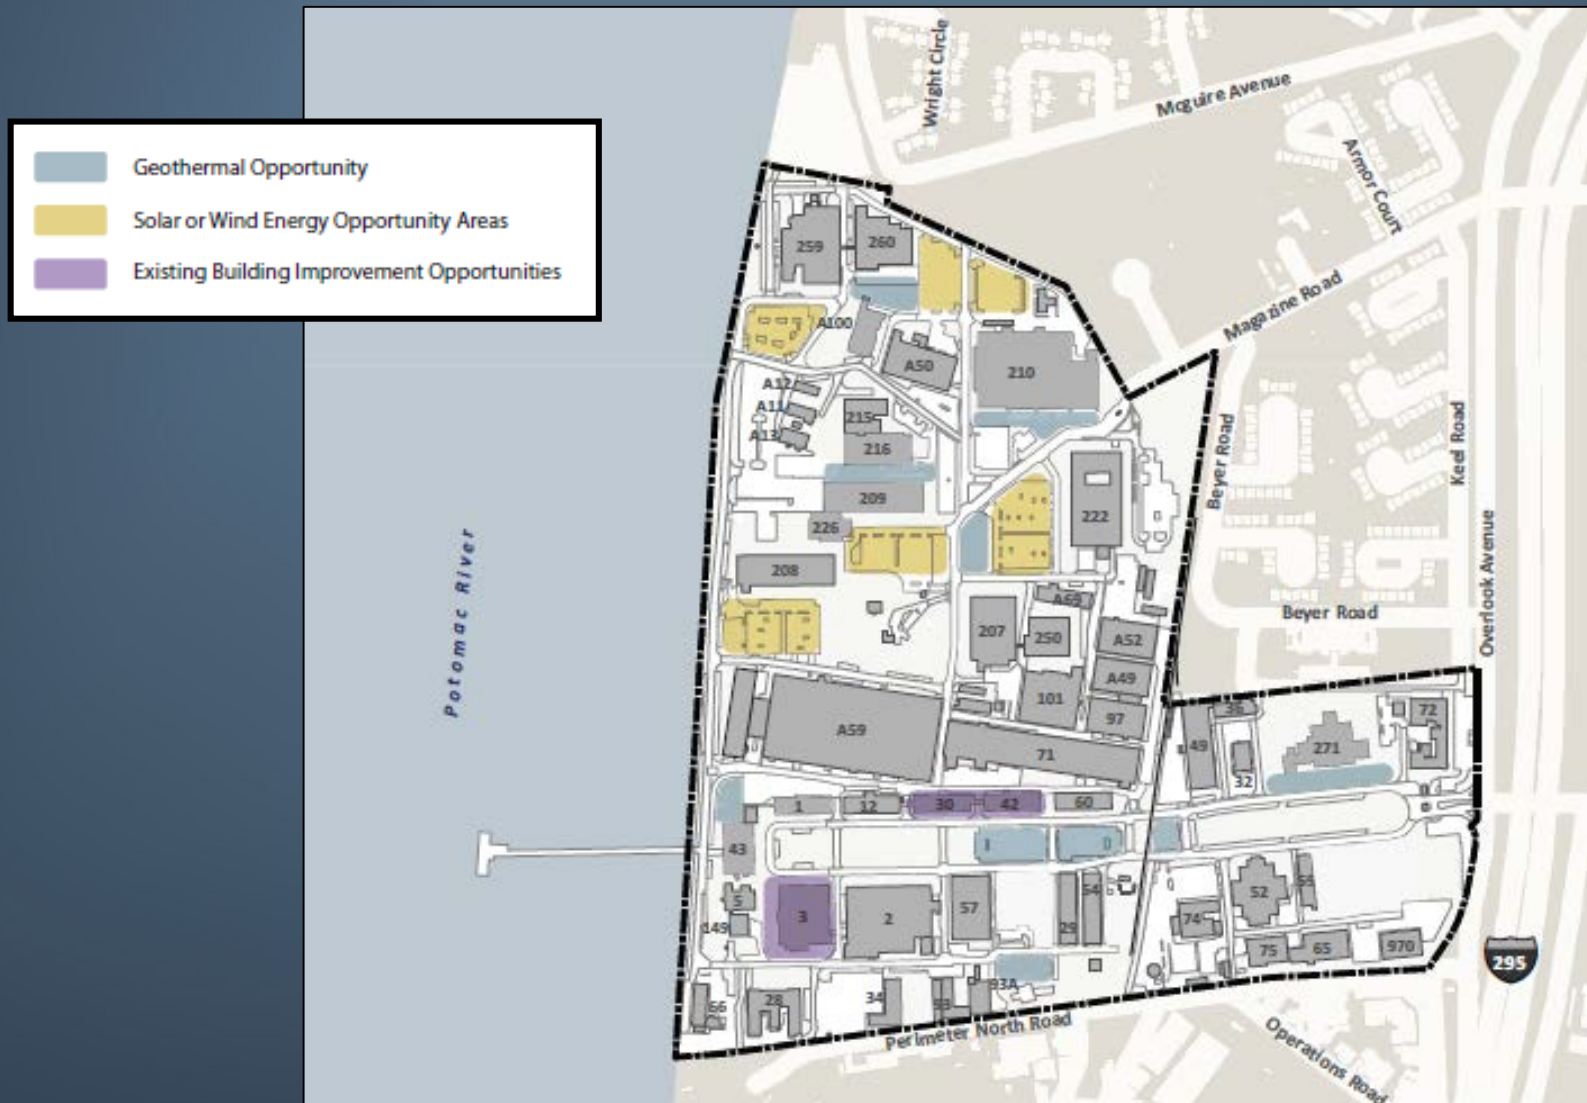 Geothermal Opportunity
Solar or Wind Energy Opportunity Areas
Existing Building Improvement Opportunities
Wright Circle
Mcguire Avenue
Armor Court
Magazine Road
Beyer Road
Keel Road
Overlook Avenue
Beyer Road
Potomac River
259
260
A100
A50
210
A12
A11
A13
215
216
209
226
222
208
A69
207
250
A52
A49
101
97
A59
71
36
49
32
271
72
1
12
30
42
60
43
5
149
3
2
57
29
54
52
55
74
75
65
970
295
66
28
34
53
93A
Perimeter North Road
Operations Road